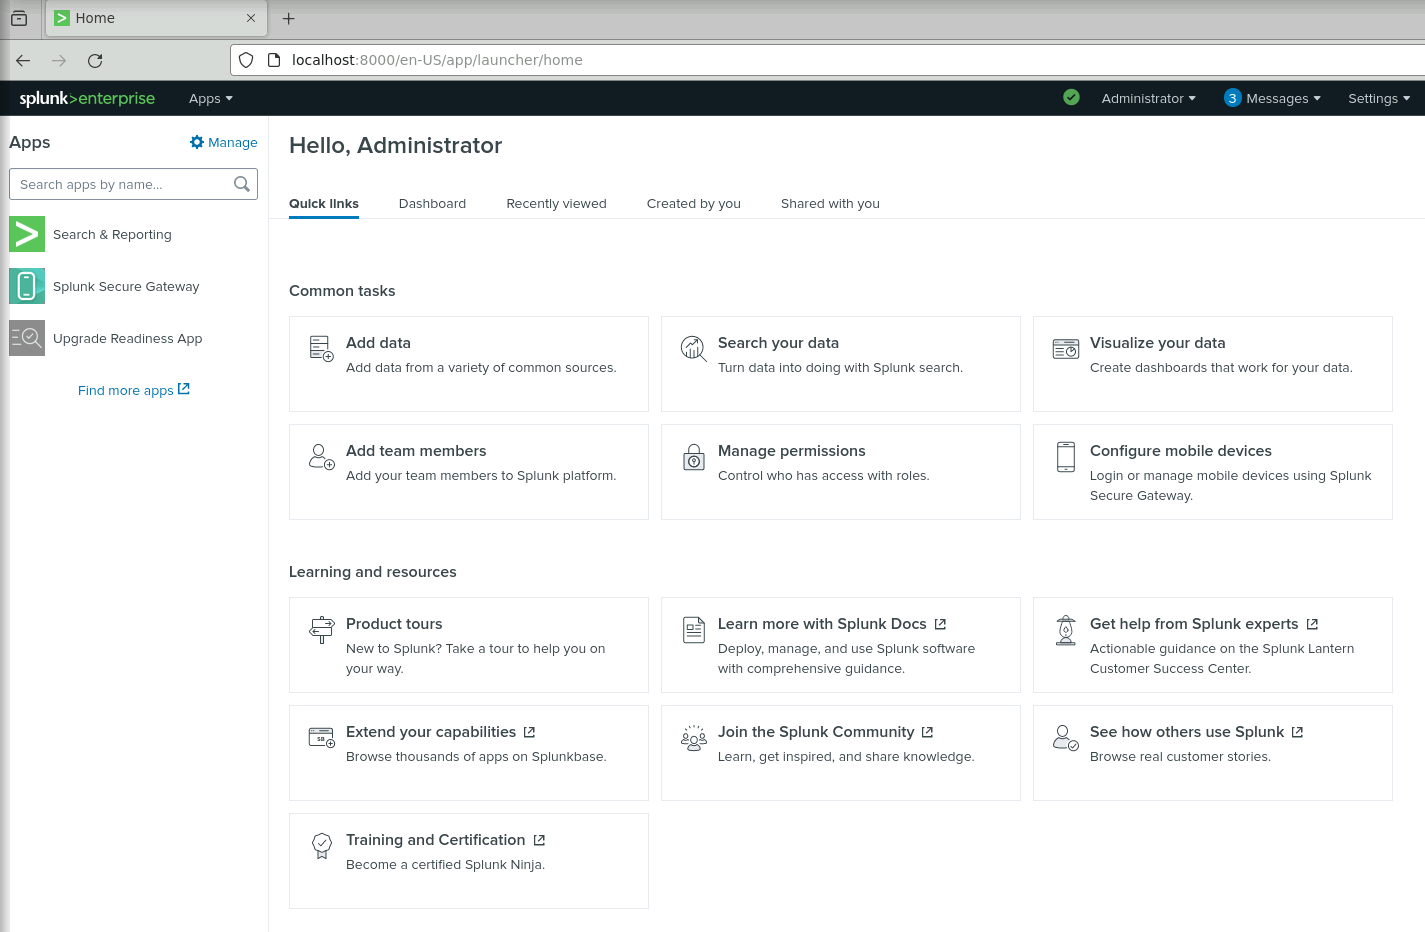 Home
localhost:8000/en-US/app/launcher/home
splunk>enterprise Apps Administrator 3 Messages Settings
Apps Manage
Search apps by name...
Search & Reporting
Splunk Secure Gateway
Upgrade Readiness App
Find more apps
Hello, Administrator
Quick links Dashboard Recently viewed Created by you Shared with you
Common tasks
Add data
Add data from a variety of common sources.
Search your data
Turn data into doing with Splunk search.
Visualize your data
Create dashboards that work for your data.
Add team members
Add your team members to Splunk platform.
Manage permissions
Control who has access with roles.
Configure mobile devices
Login or manage mobile devices using Splunk
Secure Gateway.
Learning and resources
Product tours
New to Splunk? Take a tour to help you on
your way.
Learn more with Splunk Docs
Deploy, manage, and use Splunk software
with comprehensive guidance.
Get help from Splunk experts
Actionable guidance on the Splunk Lantern
Customer Success Center.
Extend your capabilities
Browse thousands of apps on Splunkbase.
Join the Splunk Community
Learn, get inspired, and share knowledge.
See how others use Splunk
Browse real customer stories.
Training and Certification
Become a certified Splunk Ninja.